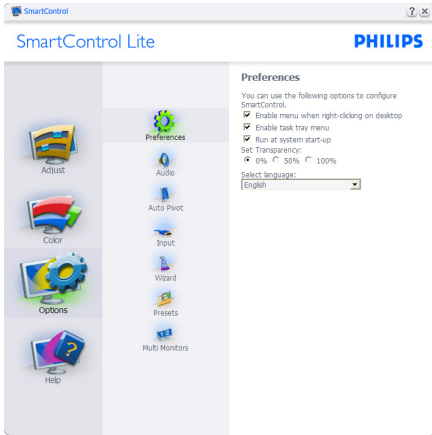 SmartControl
? ×
SmartControl Lite
PHILIPS
Adjust
Color
Options
Help
Preferences
Audio
Auto Pivot
Input
Wizard
Presets
Multi Monitors
Preferences
You can use the following options to configure
SmartControl.
Enable menu when right-clicking on desktop
Enable task tray menu
Run at system start-up
Set Transparency:
0% 50% 100%
Select language:
English